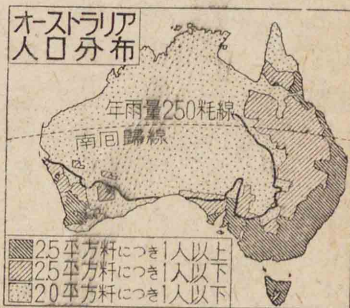 オーストラリア
人口分布
年雨量250粍線
南回歸線
2.5平方粁につき1人以上
2.5平方粁につき1人以下
20平方粁につき1人以下